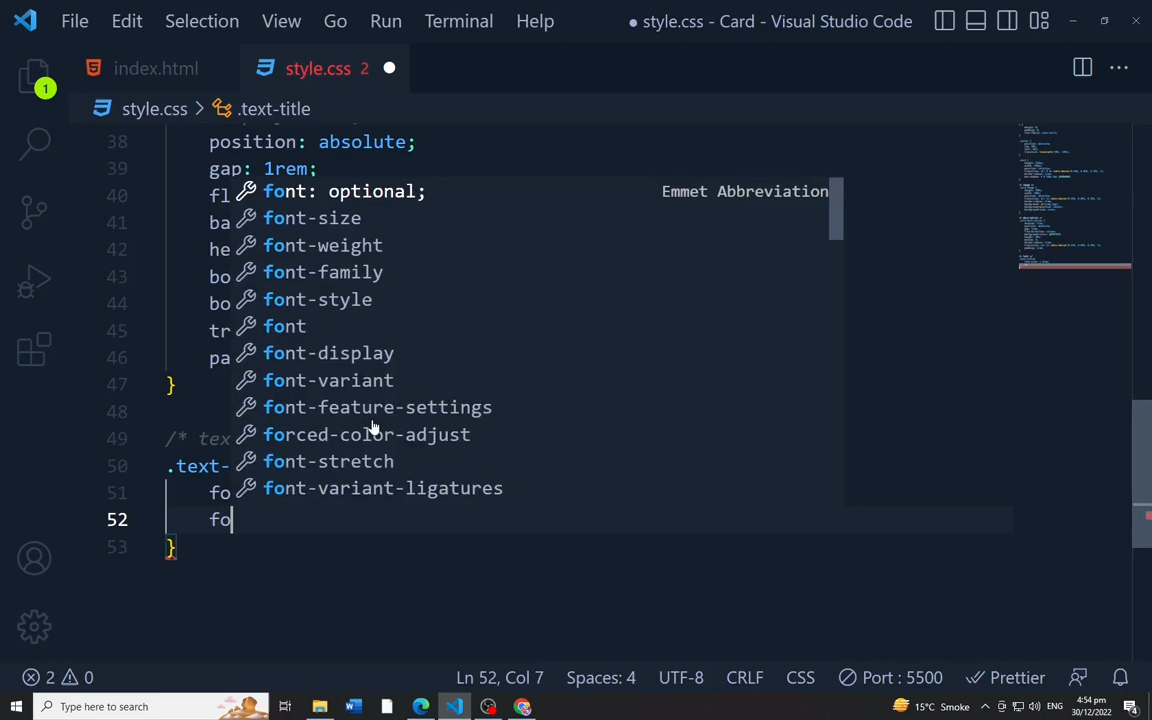 File Edit Selection View Go Run Terminal Help ● style.css - Card - Visual Studio Code
index.html style.css 2
style.css > .text-title
38 position: absolute;
39 gap: 1rem;
40 fl font: optional; Emmet Abbreviation
41 ba font-size
42 he font-weight
43 bo font-family
44 bo font-style
45 tr font
46 pa font-display
47 } font-variant
48 font-feature-settings
49 /* tex forced-color-adjust
50 .text- font-stretch
51 fo font-variant-ligatures
52 fo
53 }
1
2 0 Ln 52, Col 7 Spaces: 4 UTF-8 CRLF CSS Port : 5500 Prettier
Type here to search 15°C Smoke ENG 4:54 pm
30/12/2022 4